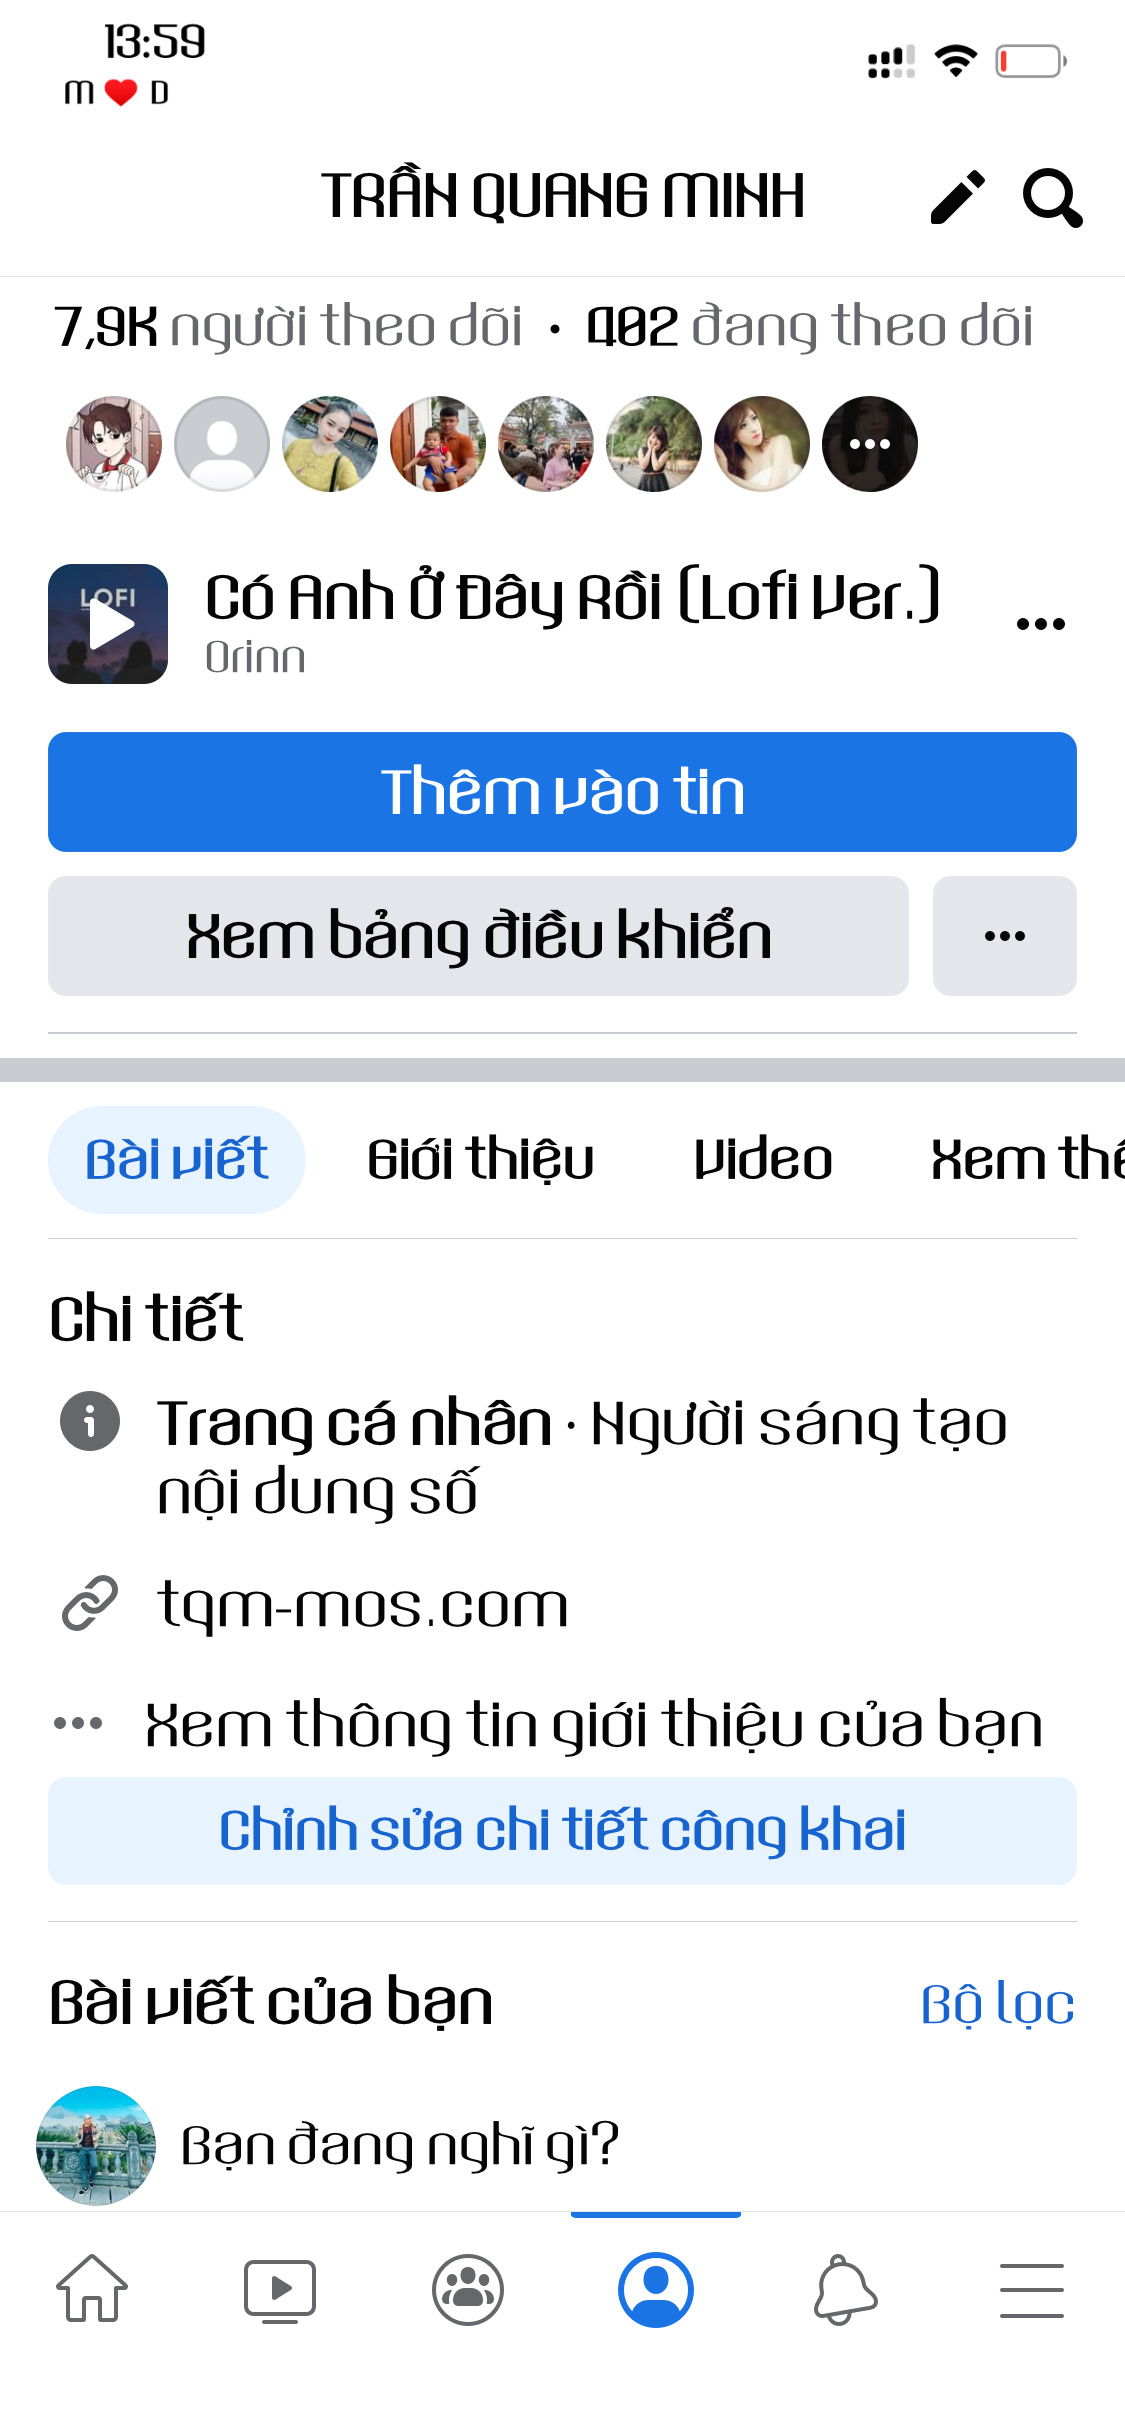 13:59
M ❤️ D
TRẦN QUANG MINH
7,9K người theo dõi · 402 đang theo dõi
LOFI
Có Anh Ở Đây Rồi (Lofi Ver.)
Orinn
Thêm vào tin
Xem bảng điều khiển
Bài viết Giới thiệu Video Xem thê
Chi tiết
Trang cá nhân · Người sáng tạo
nội dung số
tqm-mos.com
Xem thông tin giới thiệu của bạn
Chỉnh sửa chi tiết công khai
Bài viết của bạn Bộ lọc
Bạn đang nghĩ gì?